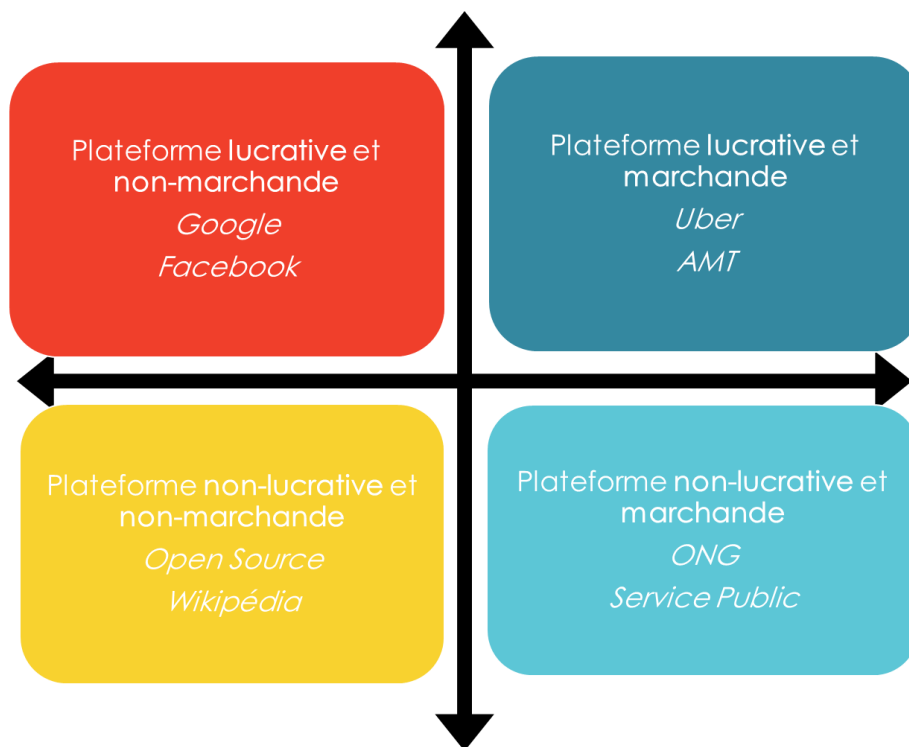 Plateforme lucrative et
non-marchande
Google
Facebook
Plateforme lucrative et
marchande
Uber
AMT
Plateforme non-lucrative et
non-marchande
Open Source
Wikipédia
Plateforme non-lucrative et
marchande
ONG
Service Public